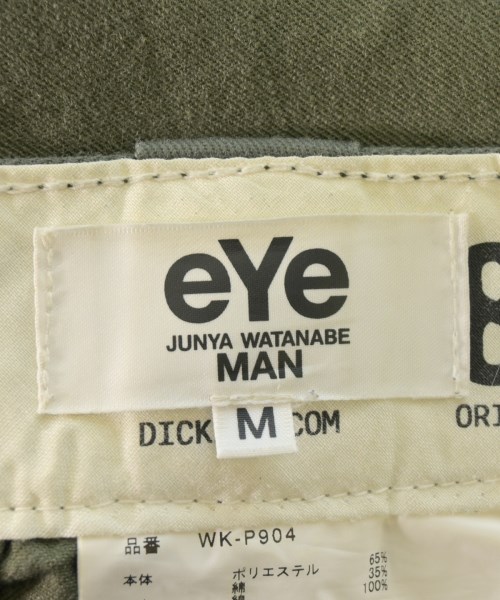 eYe
JUNYA WATANABE
MAN
M
DICK COM
ORI
品番 WK-P904
65%
本体 ポリエステル 35%
綿 100%